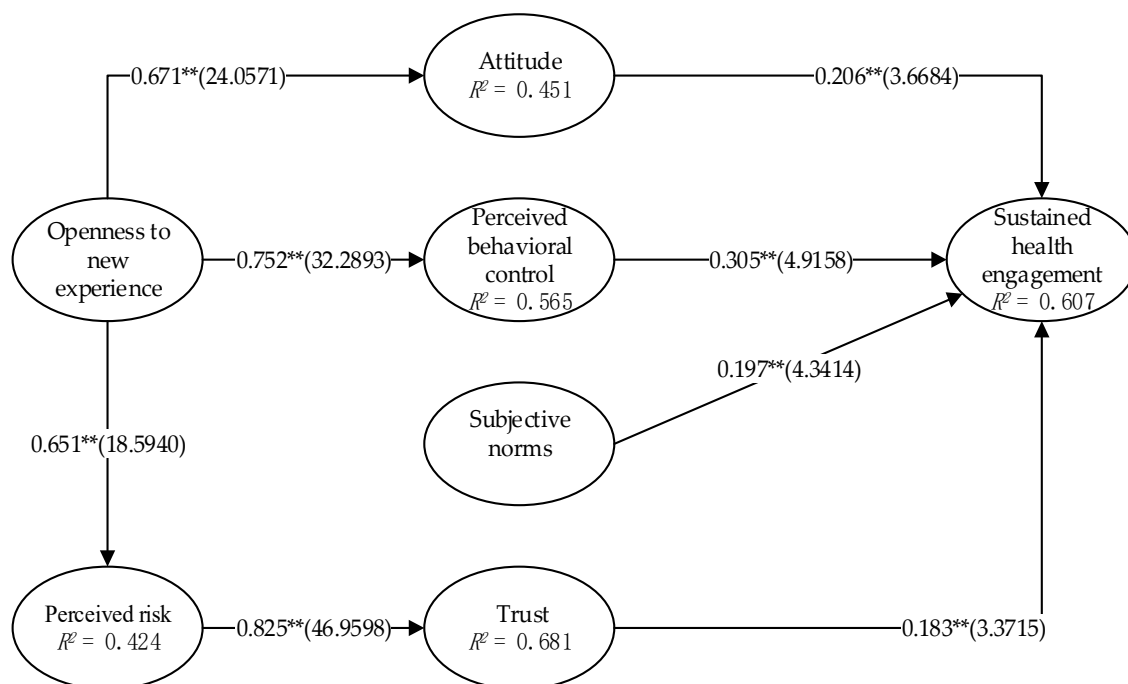 Attitude
R² = 0.451
0.671**(24.0571)
0.206**(3.6684)
Openness to
new
experience
0.752**(32.2893)
Perceived
behavioral
control
R² = 0.565
0.305**(4.9158)
Sustained
health
engagement
R² = 0.607
0.197**(4.3414)
Subjective
norms
0.651**(18.5940)
Perceived risk
R² = 0.424
0.825**(46.9598)
Trust
R² = 0.681
0.183**(3.3715)